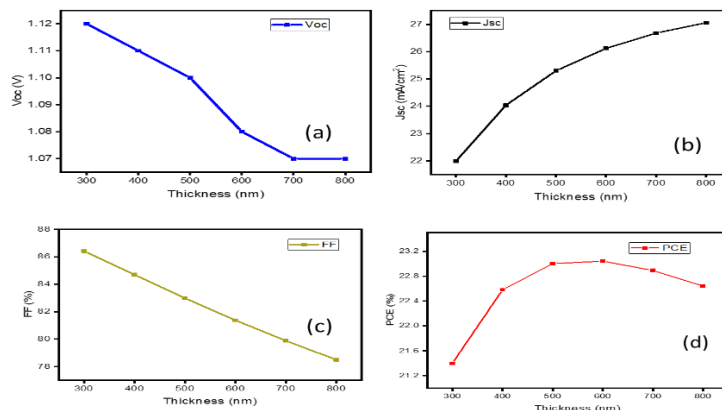 1.12
1.11
1.10
1.09
1.08
1.07
Voc (V)
Voc
(a)
300 400 500 600 700 800
Thickness (nm)
27
26
25
24
23
22
Jsc (mA/cm²)
Jsc
(b)
300 400 500 600 700 800
Thickness (nm)
88
86
84
82
80
78
FF (%)
FF
(c)
300 400 500 600 700 800
Thickness (nm)
23.2
22.8
22.4
22.0
21.6
21.2
PCE (%)
PCE
(d)
300 400 500 600 700 800
Thickness (nm)